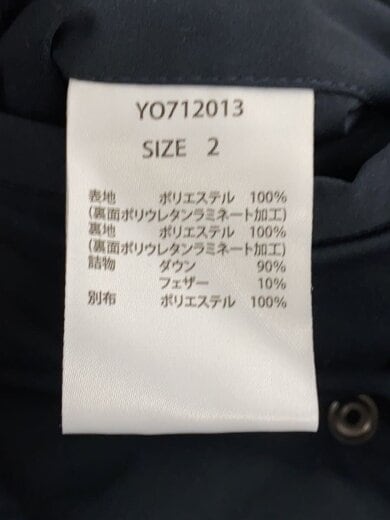 YO712013
SIZE 2
表地 ポリエステル 100%
(裏面ポリウレタンラミネート加工)
裏地 ポリエステル 100%
(裏面ポリウレタンラミネート加工)
詰物 ダウン 90%
フェザー 10%
別布 ポリエステル 100%